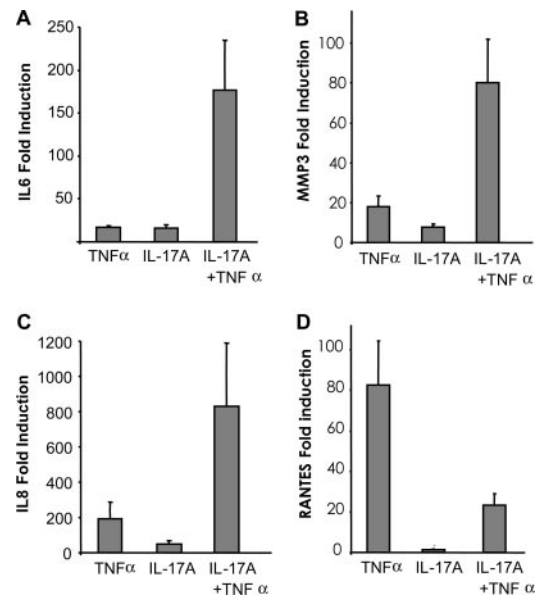 A
IL6 Fold Induction
250
200
150
100
50
TNFα IL-17A IL-17A
+TNF α
B
MMP3 Fold Induction
100
80
60
40
20
0
TNFα IL-17A IL-17A
+TNF α
C
IL8 Fold Induction
1200
1000
800
600
400
200
0
TNFα IL-17A IL-17A
+TNF α
D
RANTES Fold induction
100
80
60
40
20
0
TNFα IL-17A IL-17A
+TNF α